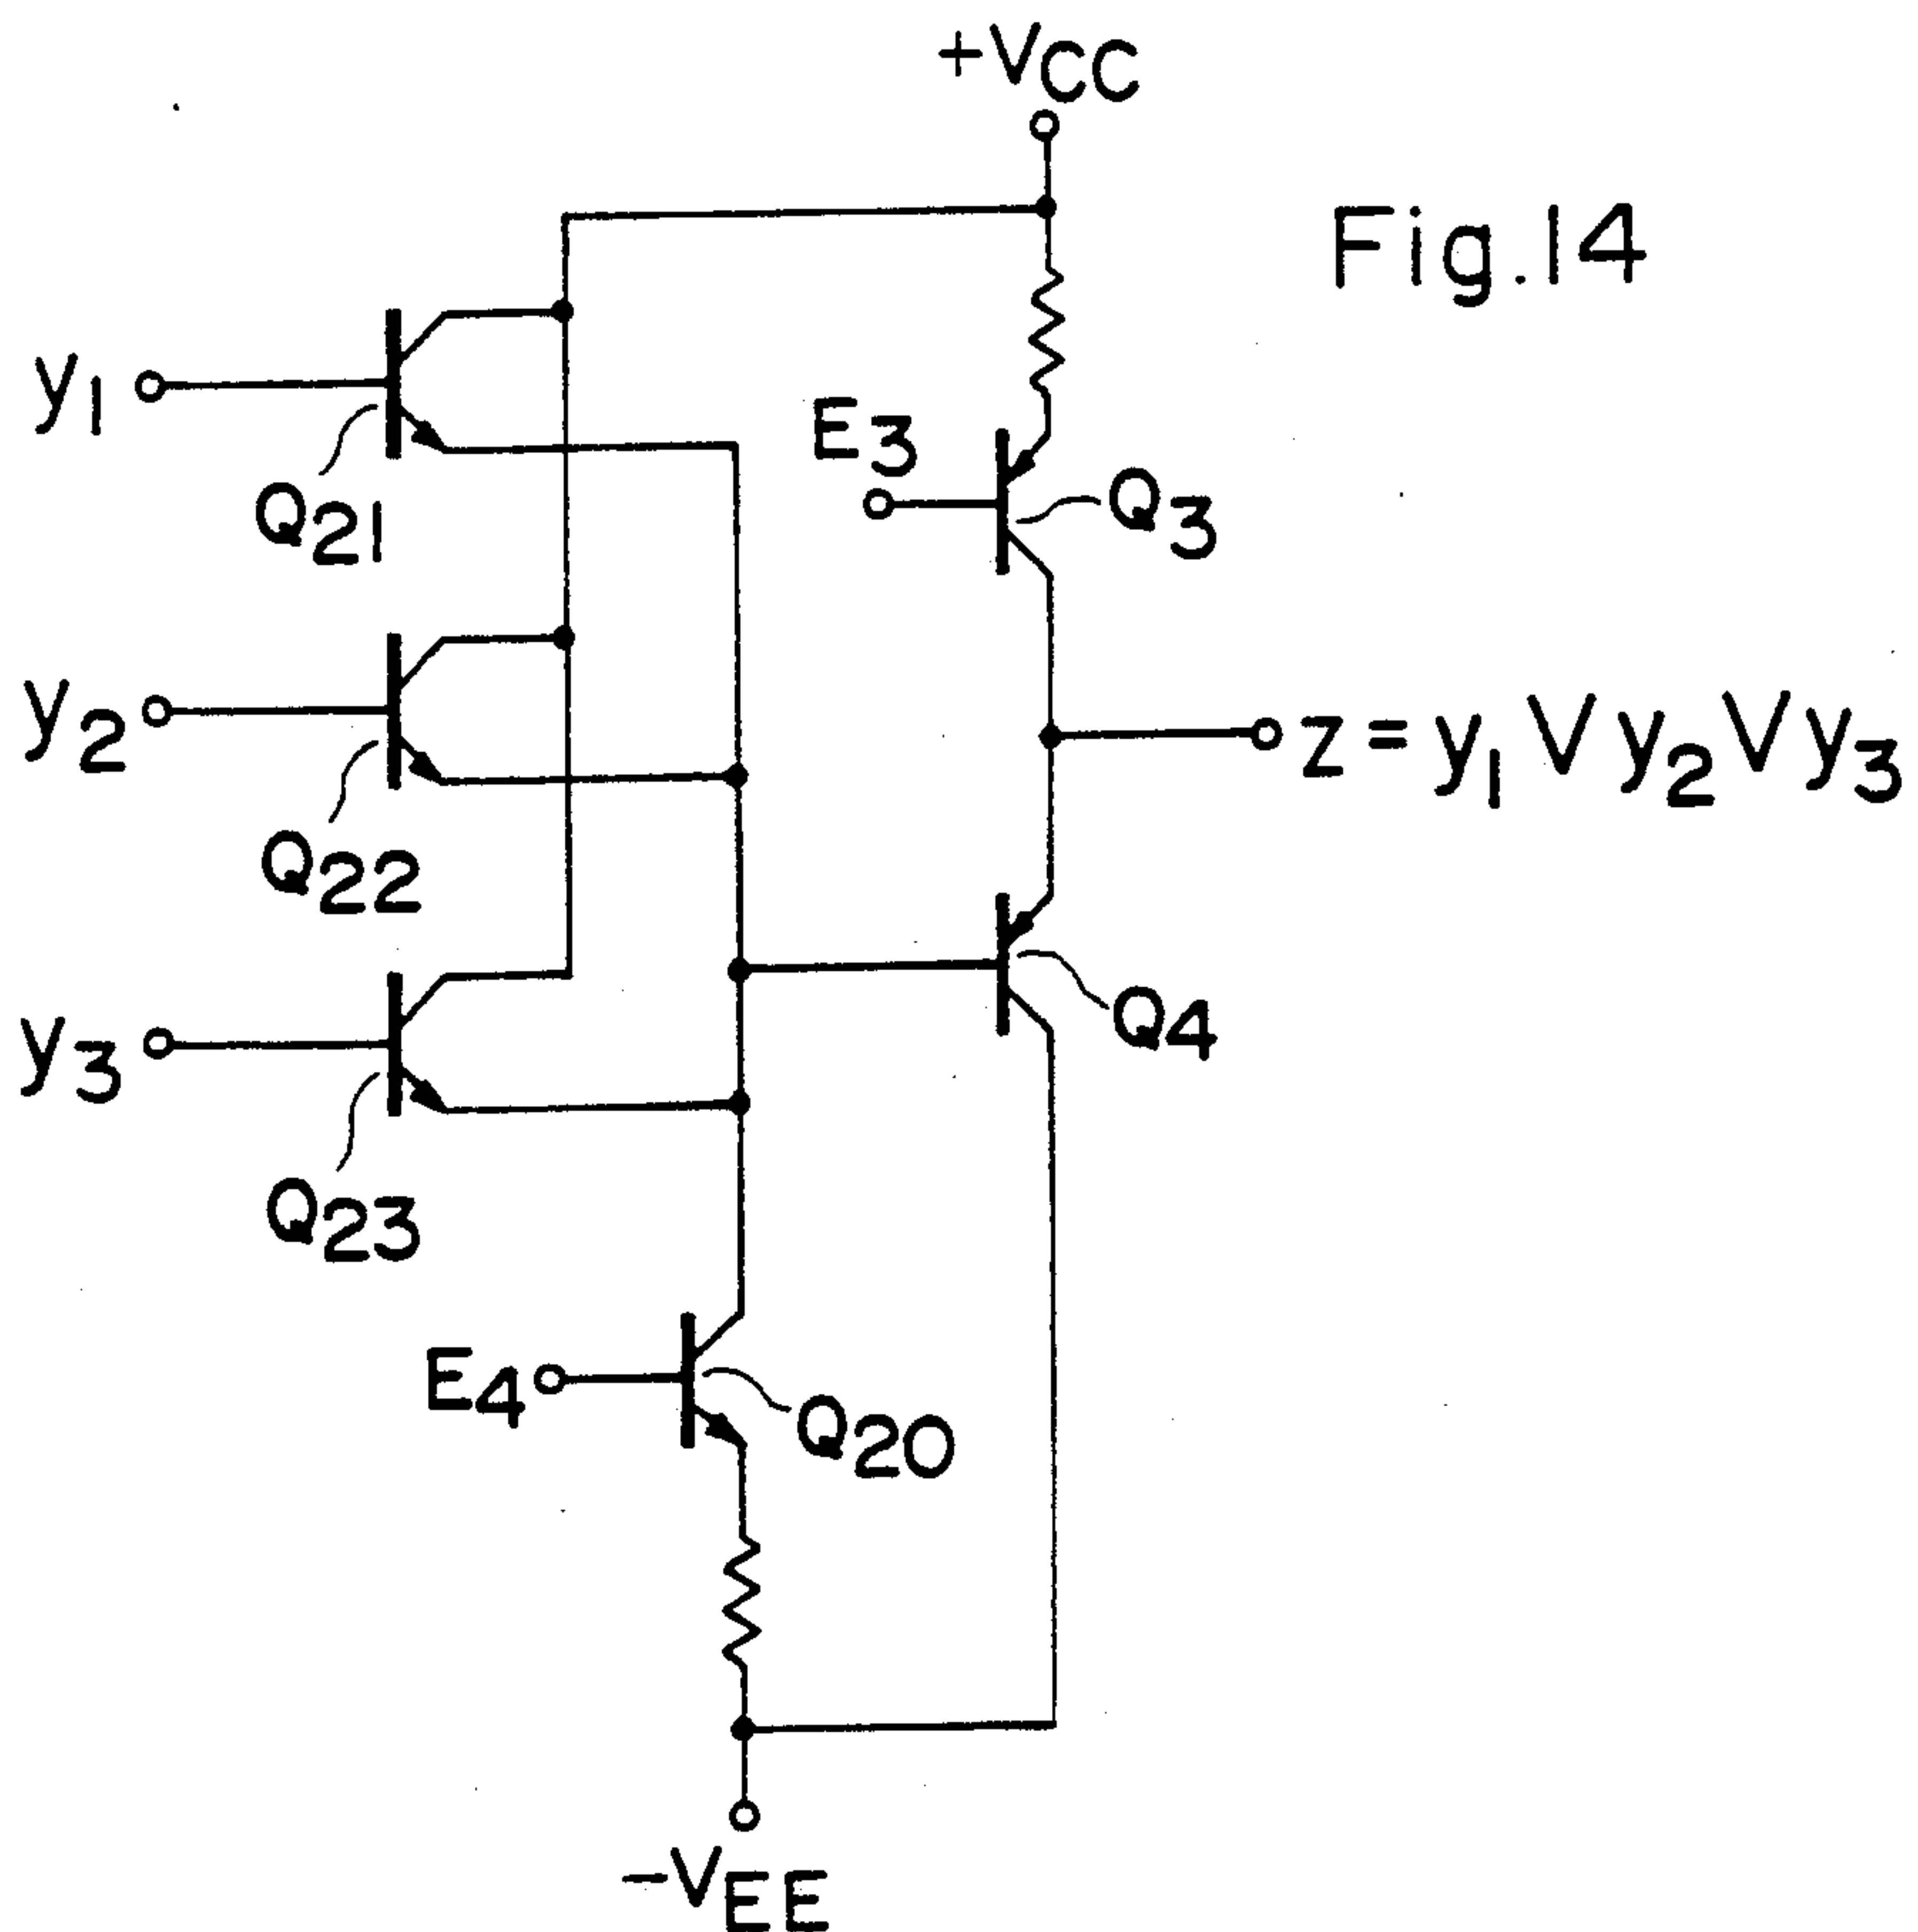 +VCC
Fig.14
y1
E3
Q3
Q21
y2
z=y1 V y2 V y3
Q22
y3
Q4
Q23
E4
Q20
-VEE